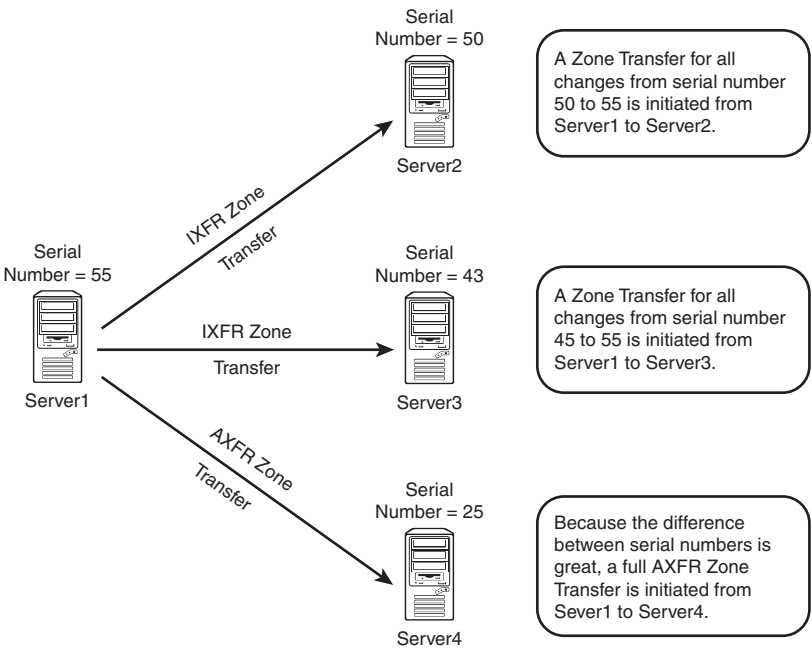 Serial
Number = 50
Server2
A Zone Transfer for all
changes from serial number
50 to 55 is initiated from
Server1 to Server2.
IXFR Zone
Transfer
Serial
Number = 55
Server1
IXFR Zone
Transfer
Serial
Number = 43
Server3
A Zone Transfer for all
changes from serial number
45 to 55 is initiated from
Server1 to Server3.
AXFR Zone
Transfer
Serial
Number = 25
Server4
Because the difference
between serial numbers is
great, a full AXFR Zone
Transfer is initiated from
Sever1 to Server4.